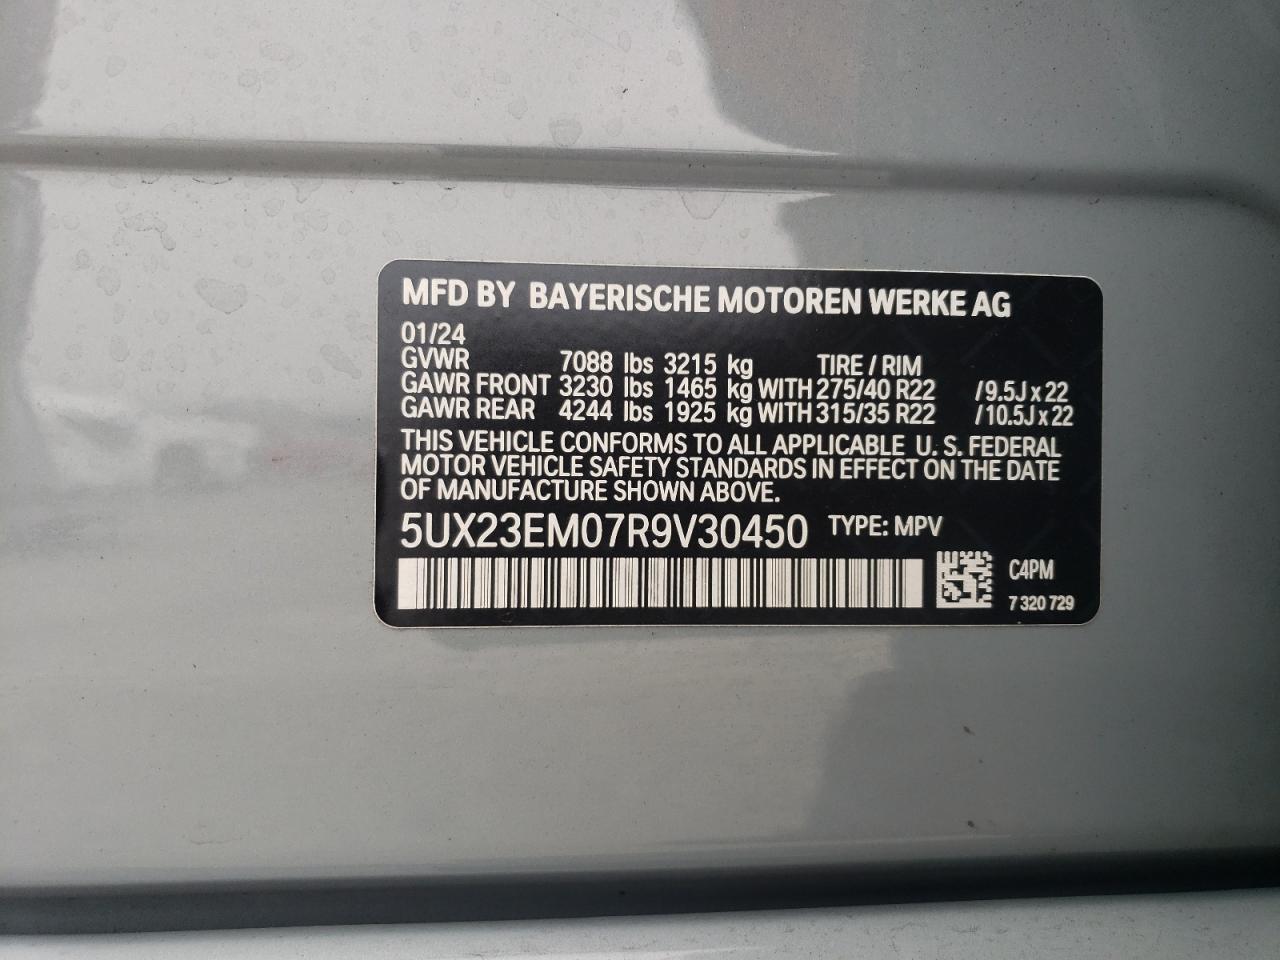 MFD BY BAYERISCHE MOTOREN WERKE AG
01/24
GVWR 7088 lbs 3215 kg TIRE / RIM
GAWR FRONT 3230 lbs 1465 kg WITH 275/40 R22 /9.5J x 22
GAWR REAR 4244 lbs 1925 kg WITH 315/35 R22 /10.5J x 22
THIS VEHICLE CONFORMS TO ALL APPLICABLE U. S. FEDERAL
MOTOR VEHICLE SAFETY STANDARDS IN EFFECT ON THE DATE
OF MANUFACTURE SHOWN ABOVE.
5UX23EM07R9V30450 TYPE: MPV
C4PM
7 320 729